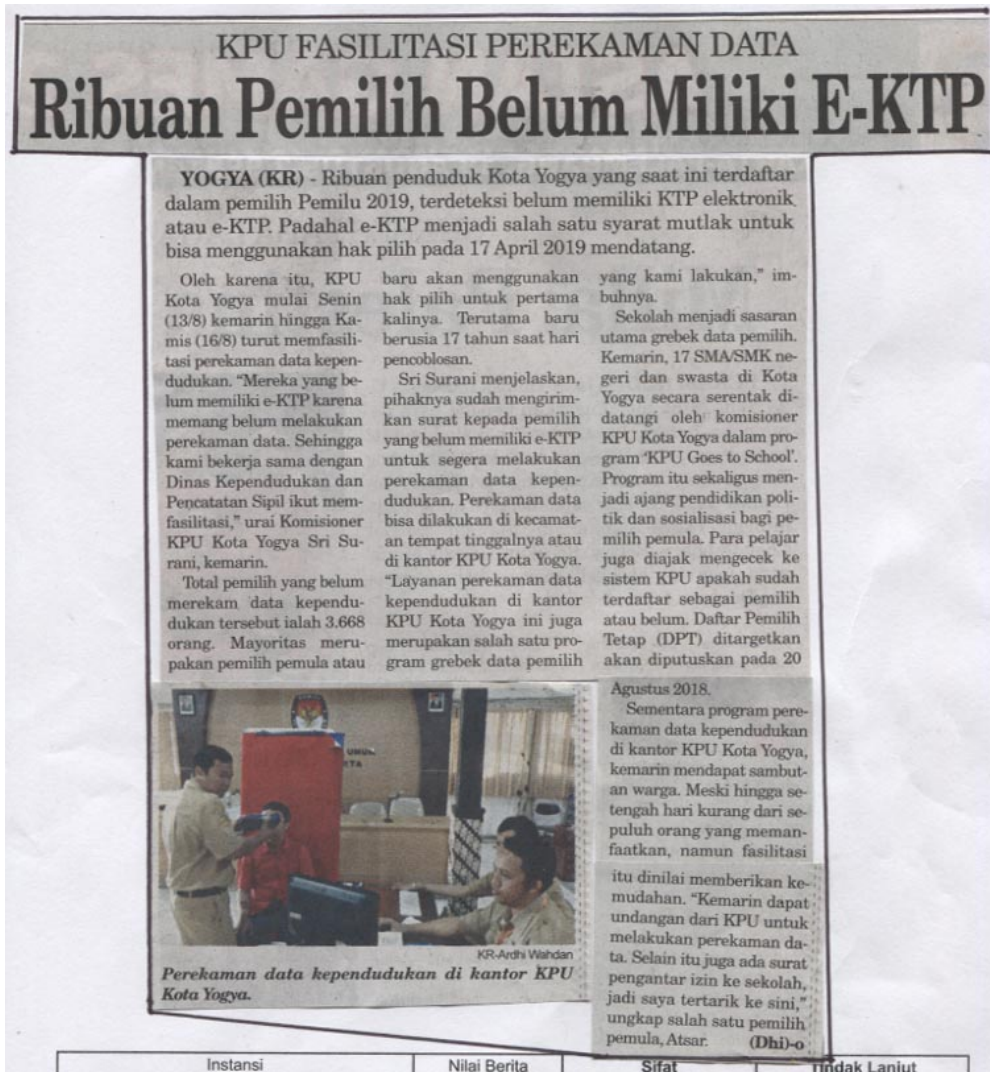 KPU FASILITASI PEREKAMAN DATA
Ribuan Pemilih Belum Miliki E-KTP
YOGYA (KR) - Ribuan penduduk Kota Yogya yang saat ini terdaftar
dalam pemilih Pemilu 2019, terdeteksi belum memiliki KTP elektronik
atau e-KTP. Padahal e-KTP menjadi salah satu syarat mutlak untuk
bisa menggunakan hak pilih pada 17 April 2019 mendatang.
Oleh karena itu, KPU
Kota Yogya mulai Senin
(13/8) kemarin hingga Ka-
mis (16/8) turut memfasili-
tasi perekaman data kepen-
dudukan. “Mereka yang be-
lum memiliki e-KTP karena
memang belum melakukan
perekaman data. Sehingga
kami bekerja sama dengan
Dinas Kependudukan dan
Pencatatan Sipil ikut mem-
fasilitasi,” urai Komisioner
KPU Kota Yogya Sri Su-
rani, kemarin.
Total pemilih yang belum
merekam data kependu-
dukan tersebut ialah 3.668
orang. Mayoritas meru-
pakan pemilih pemula atau
baru akan menggunakan
hak pilih untuk pertama
kalinya. Terutama baru
berusia 17 tahun saat hari
pencoblosan.
Sri Surani menjelaskan,
pihaknya sudah mengirim-
kan surat kepada pemilih
yang belum memiliki e-KTP
untuk segera melakukan
perekaman data kepen-
dudukan. Perekaman data
bisa dilakukan di kecamat-
an tempat tinggalnya atau
di kantor KPU Kota Yogya.
“Layanan perekaman data
kependudukan di kantor
KPU Kota Yogya ini juga
merupakan salah satu pro-
gram grebek data pemilih
yang kami lakukan,” im-
buhnya.
Sekolah menjadi sasaran
utama grebek data pemilih.
Kemarin, 17 SMA/SMK ne-
geri dan swasta di Kota
Yogya secara serentak di-
datangi oleh komisioner
KPU Kota Yogya dalam pro-
gram ‘KPU Goes to School’.
Program itu sekaligus men-
jadi ajang pendidikan poli-
tik dan sosialisasi bagi pe-
milih pemula. Para pelajar
juga diajak mengecek ke
sistem KPU apakah sudah
terdaftar sebagai pemilih
atau belum. Daftar Pemilih
Tetap (DPT) ditargetkan
akan diputuskan pada 20
Agustus 2018.
Sementara program pere-
kaman data kependudukan
di kantor KPU Kota Yogya,
kemarin mendapat sambut-
an warga. Meski hingga se-
tengah hari kurang dari se-
puluh orang yang meman-
faatkan, namun fasilitasi
itu dinilai memberikan ke-
mudahan. “Kemarin dapat
undangan dari KPU untuk
melakukan perekaman da-
ta. Selain itu juga ada surat
pengantar izin ke sekolah,
jadi saya tertarik ke sini,”
ungkap salah satu pemilih
pemula, Atsar. (Dhi)-o
KR-Ardhi Wahdan
Perekaman data kependudukan di kantor KPU
Kota Yogya.
Instansi Nilai Berita Sifat Tindak Lanjut